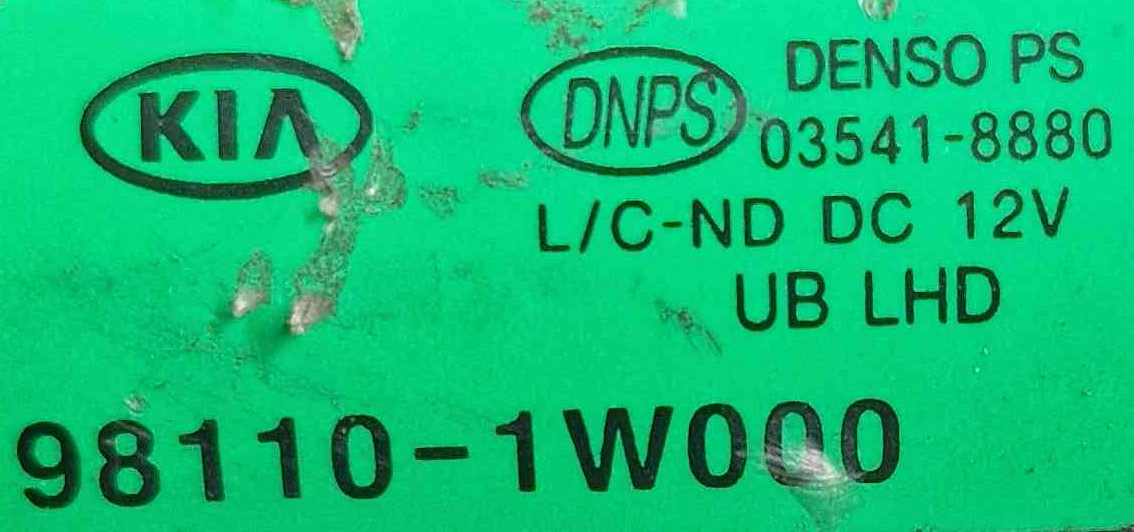 KIA
DNPS
DENSO PS
03541-8880
L/C-ND DC 12V
UB LHD
98110-1W000